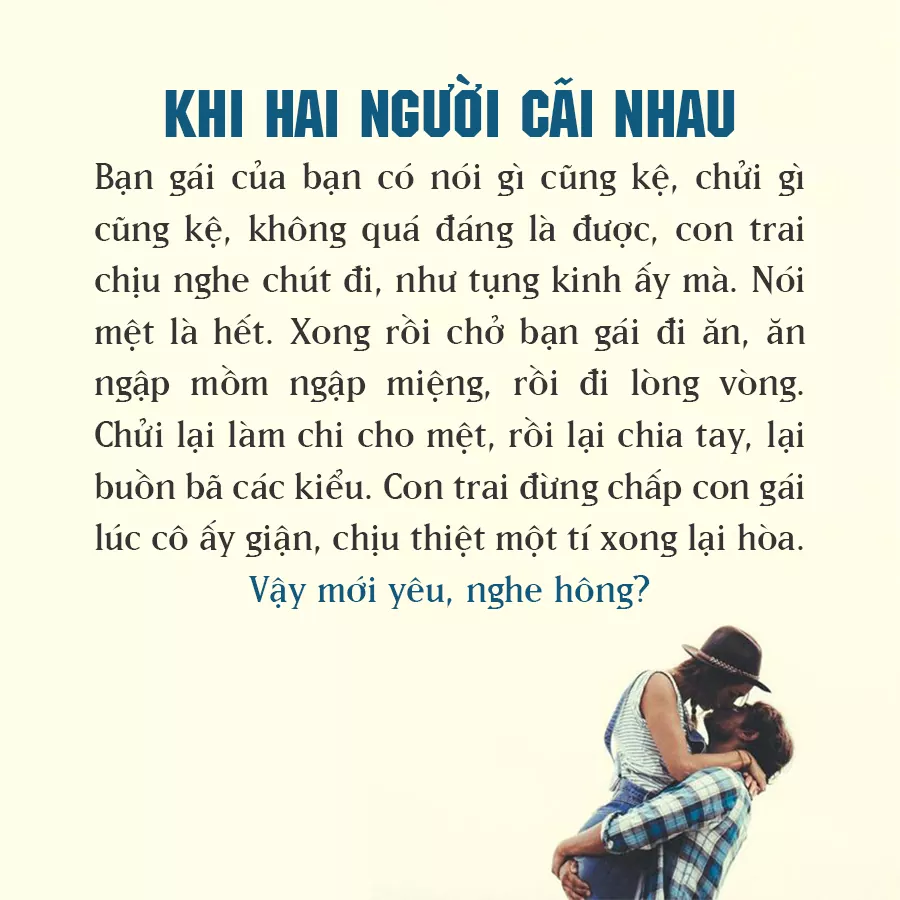 KHI HAI NGƯỜI CÃI NHAU
Bạn gái của bạn có nói gì cũng kệ, chửi gì
cũng kệ, không quá đáng là được, con trai
chịu nghe chút đi, như tụng kinh ấy mà. Nói
mệt là hết. Xong rồi chở bạn gái đi ăn, ăn
ngập mồm ngập miệng, rồi đi lòng vòng.
Chửi lại làm chi cho mệt, rồi lại chia tay, lại
buồn bã các kiểu. Con trai đừng chấp con gái
lúc cô ấy giận, chịu thiệt một tí xong lại hòa.
Vậy mới yêu, nghe hông?